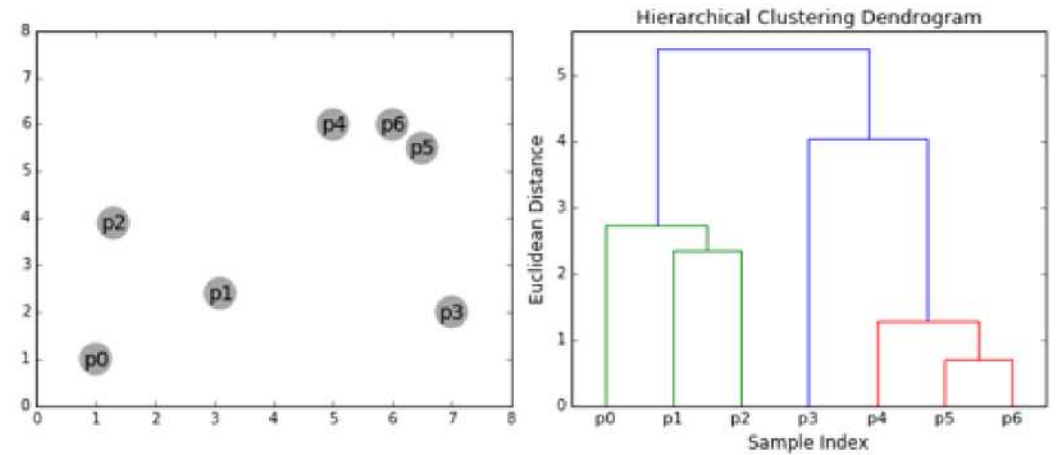 Hierarchical Clustering Dendrogram
8
7
6
5
4
3
2
1
0
p4
p6
p5
p2
p1
p3
p0
0 1 2 3 4 5 6 7 8
Euclidean Distance
5
4
3
2
1
0
p0 p1 p2 p3 p4 p5 p6
Sample Index